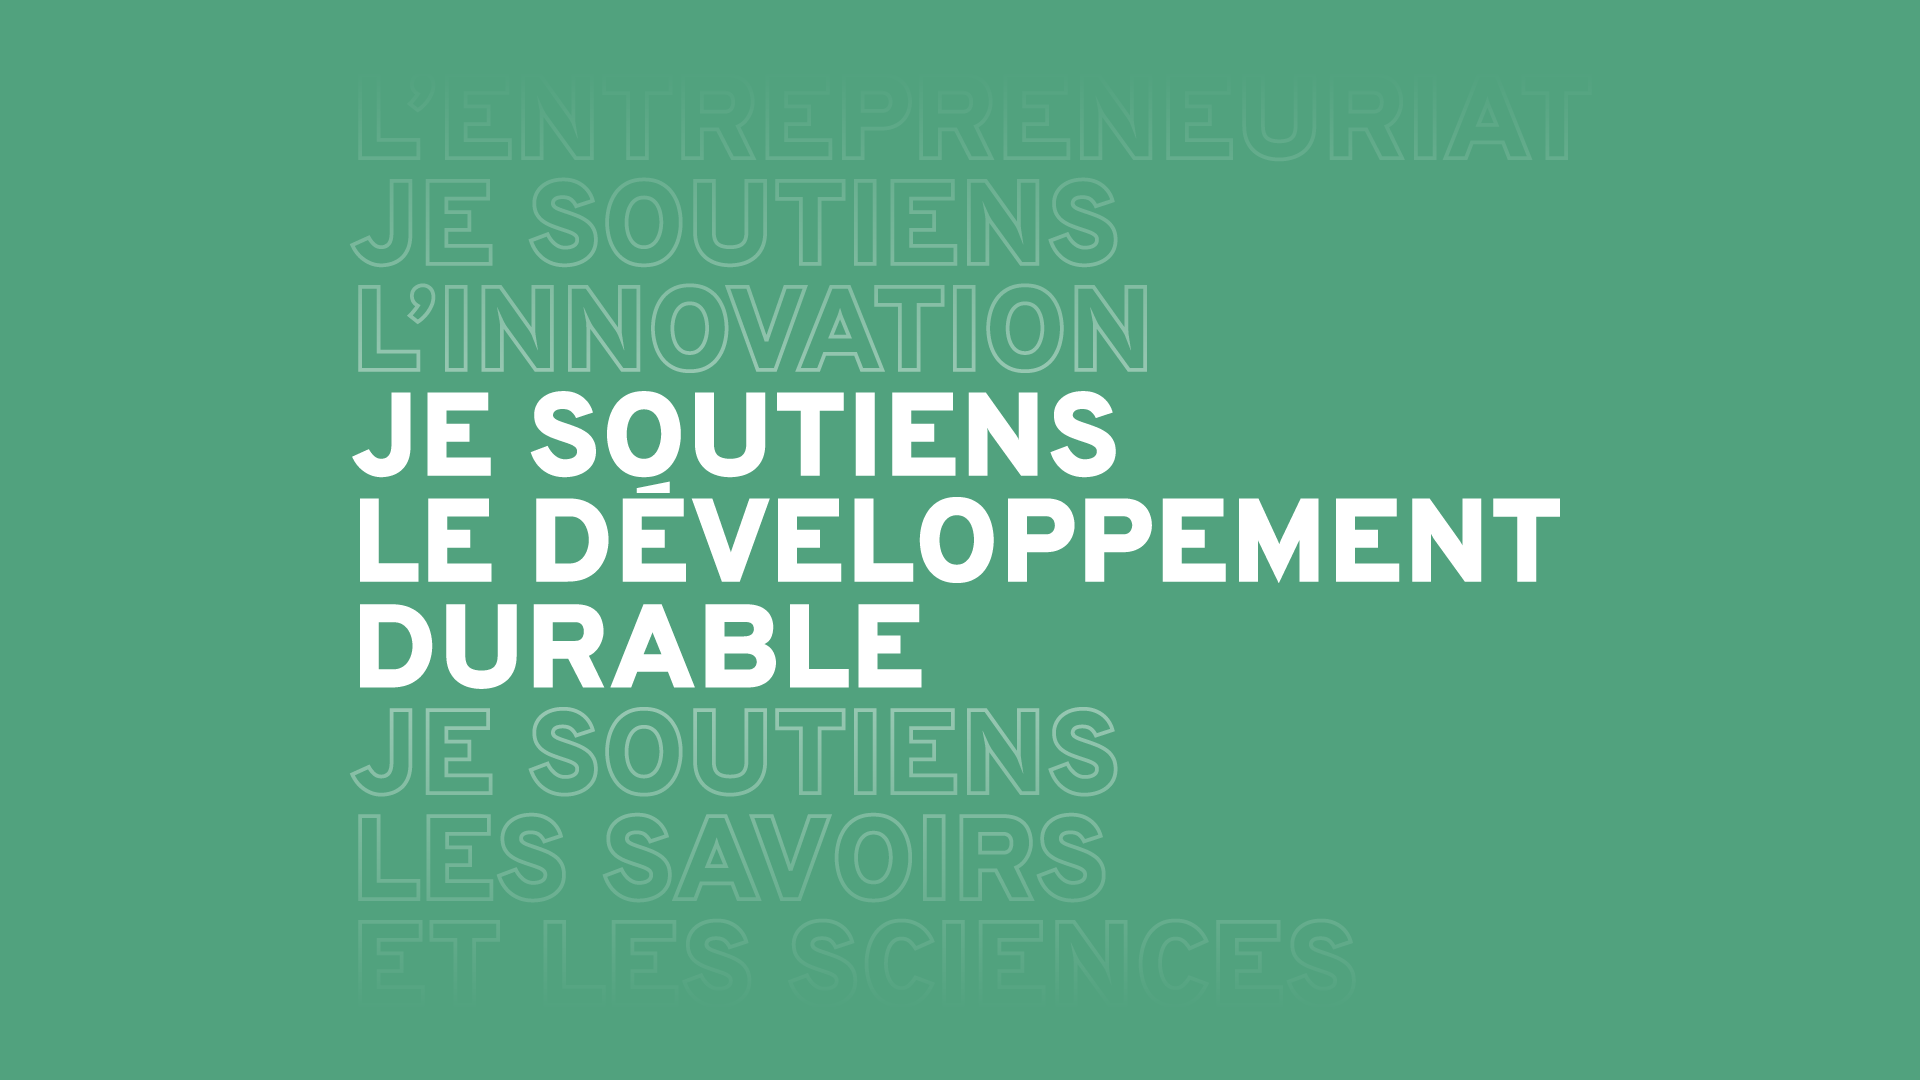 L’ENTREPRENEURIAT
JE SOUTIENS
L’INNOVATION
JE SOUTIENS
LE DÉVELOPPEMENT
DURABLE
JE SOUTIENS
LES SAVOIRS
ET LES SCIENCES